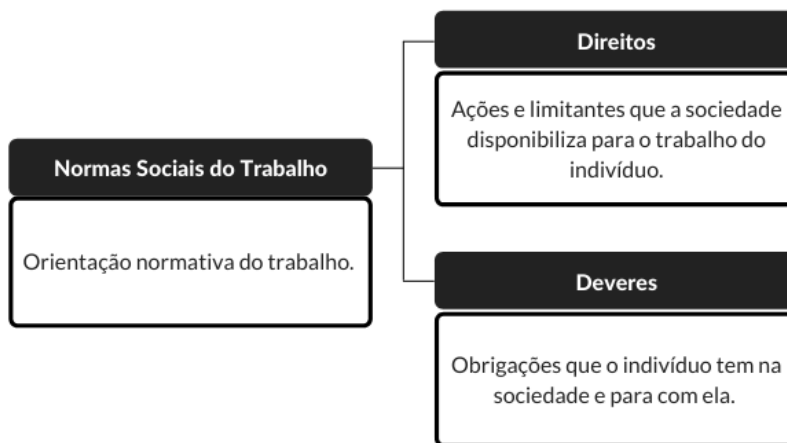 Normas Sociais do Trabalho
Orientação normativa do trabalho.
Direitos
Ações e limitantes que a sociedade
disponibiliza para o trabalho do
indivíduo.
Deveres
Obrigações que o indivíduo tem na
sociedade e para com ela.